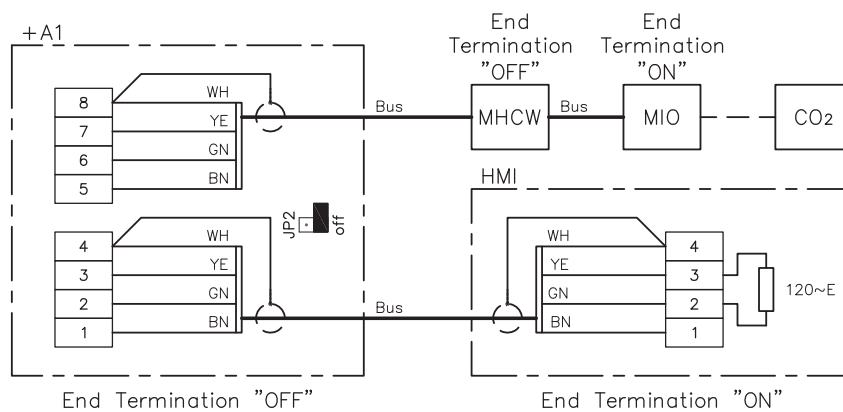 +A1
End
Termination
"OFF"
End
Termination
"ON"
8
7
6
5
WH
YE
GN
BN
Bus
MHCW
Bus
MIO
CO2
HMI
JP2
off
4
3
2
1
WH
YE
GN
BN
Bus
WH
YE
GN
BN
4
3
2
1
120~E
End Termination "OFF"
End Termination "ON"